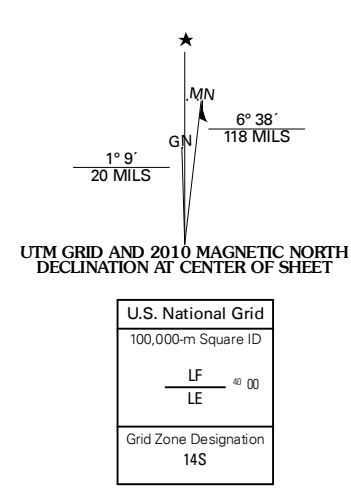 MN
6° 38´
118 MILS
GN
1° 9´
20 MILS
UTM GRID AND 2010 MAGNETIC NORTH
DECLINATION AT CENTER OF SHEET
U.S. National Grid
100,000-m Square ID
LF
40 00
LE
Grid Zone Designation
14S